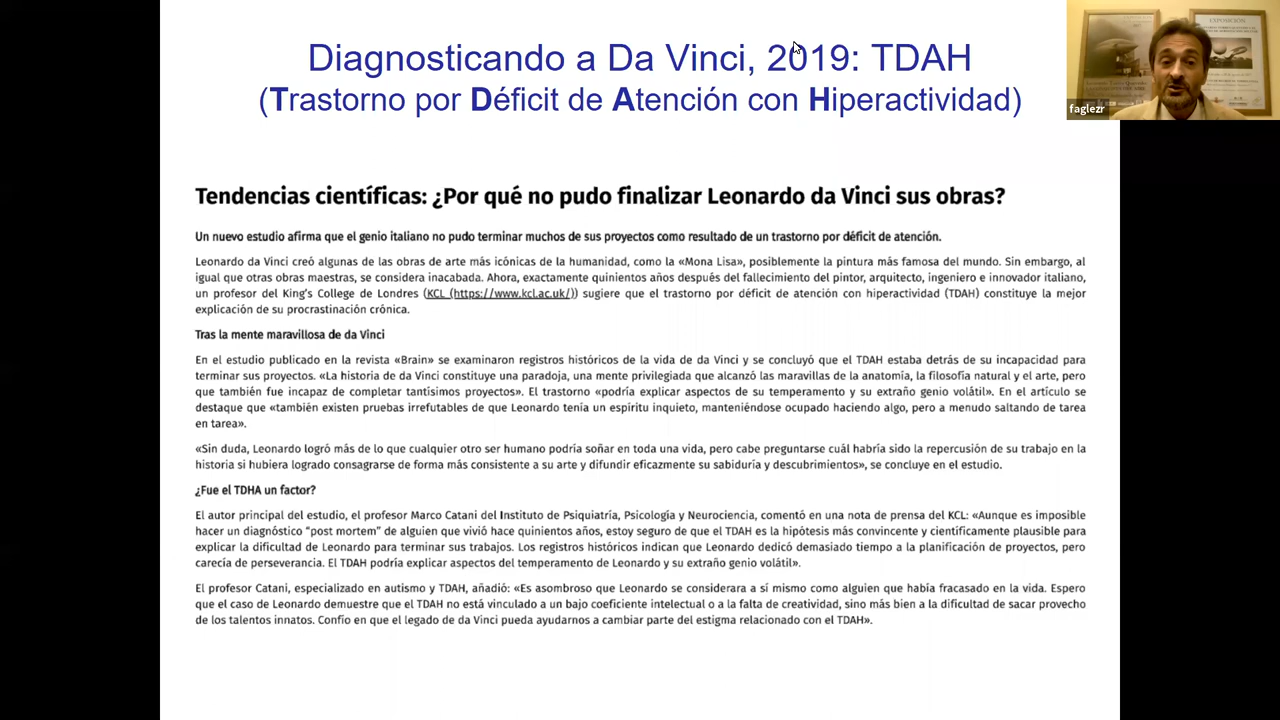 Diagnosticando a Da Vinci, 2019: TDAH
(Trastorno por Déficit de Atención con Hiperactividad)
EXPOSICIÓN
faglezr
Tendencias científicas: ¿Por qué no pudo finalizar Leonardo da Vinci sus obras?
Un nuevo estudio afirma que el genio italiano no pudo terminar muchos de sus proyectos como resultado de un trastorno por déficit de atención.
Leonardo da Vinci creó algunas de las obras de arte más icónicas de la humanidad, como la «Mona Lisa», posiblemente la pintura más famosa del mundo. Sin embargo, al
igual que otras obras maestras, se considera inacabada. Ahora, exactamente quinientos años después del fallecimiento del pintor, arquitecto, ingeniero e innovador italiano,
un profesor del King's College de Londres (KCL (https://www.kcl.ac.uk/)) sugiere que el trastorno por déficit de atención con hiperactividad (TDAH) constituye la mejor
explicación de su procrastinación crónica.
Tras la mente maravillosa de da Vinci
En el estudio publicado en la revista «Brain» se examinaron registros históricos de la vida de da Vinci y se concluyó que el TDAH estaba detrás de su incapacidad para
terminar sus proyectos. «La historia de da Vinci constituye una paradoja, una mente privilegiada que alcanzó las maravillas de la anatomía, la filosofía natural y el arte, pero
que también fue incapaz de completar tantísimos proyectos». El trastorno «podría explicar aspectos de su temperamento y su extraño genio volátil». En el artículo se
destaca que «también existen pruebas irrefutables de que Leonardo tenía un espíritu inquieto, manteniéndose ocupado haciendo algo, pero a menudo saltando de tarea
en tarea».
«Sin duda, Leonardo logró más de lo que cualquier otro ser humano podría soñar en toda una vida, pero cabe preguntarse cuál habría sido la repercusión de su trabajo en la
historia si hubiera logrado consagrarse de forma más consistente a su arte y difundir eficazmente su sabiduría y descubrimientos», se concluye en el estudio.
¿Fue el TDHA un factor?
El autor principal del estudio, el profesor Marco Catani del Instituto de Psiquiatría, Psicología y Neurociencia, comentó en una nota de prensa del KCL: «Aunque es imposible
hacer un diagnóstico “post mortem” de alguien que vivió hace quinientos años, estoy seguro de que el TDAH es la hipótesis más convincente y científicamente plausible para
explicar la dificultad de Leonardo para terminar sus trabajos. Los registros históricos indican que Leonardo dedicó demasiado tiempo a la planificación de proyectos, pero
carecía de perseverancia. El TDAH podría explicar aspectos del temperamento de Leonardo y su extraño genio volátil».
El profesor Catani, especializado en autismo y TDAH, añadió: «Es asombroso que Leonardo se considerara a sí mismo como alguien que había fracasado en la vida. Espero
que el caso de Leonardo demuestre que el TDAH no está vinculado a un bajo coeficiente intelectual o a la falta de creatividad, sino más bien a la dificultad de sacar provecho
de los talentos innatos. Confío en que el legado de da Vinci pueda ayudarnos a cambiar parte del estigma relacionado con el TDAH».